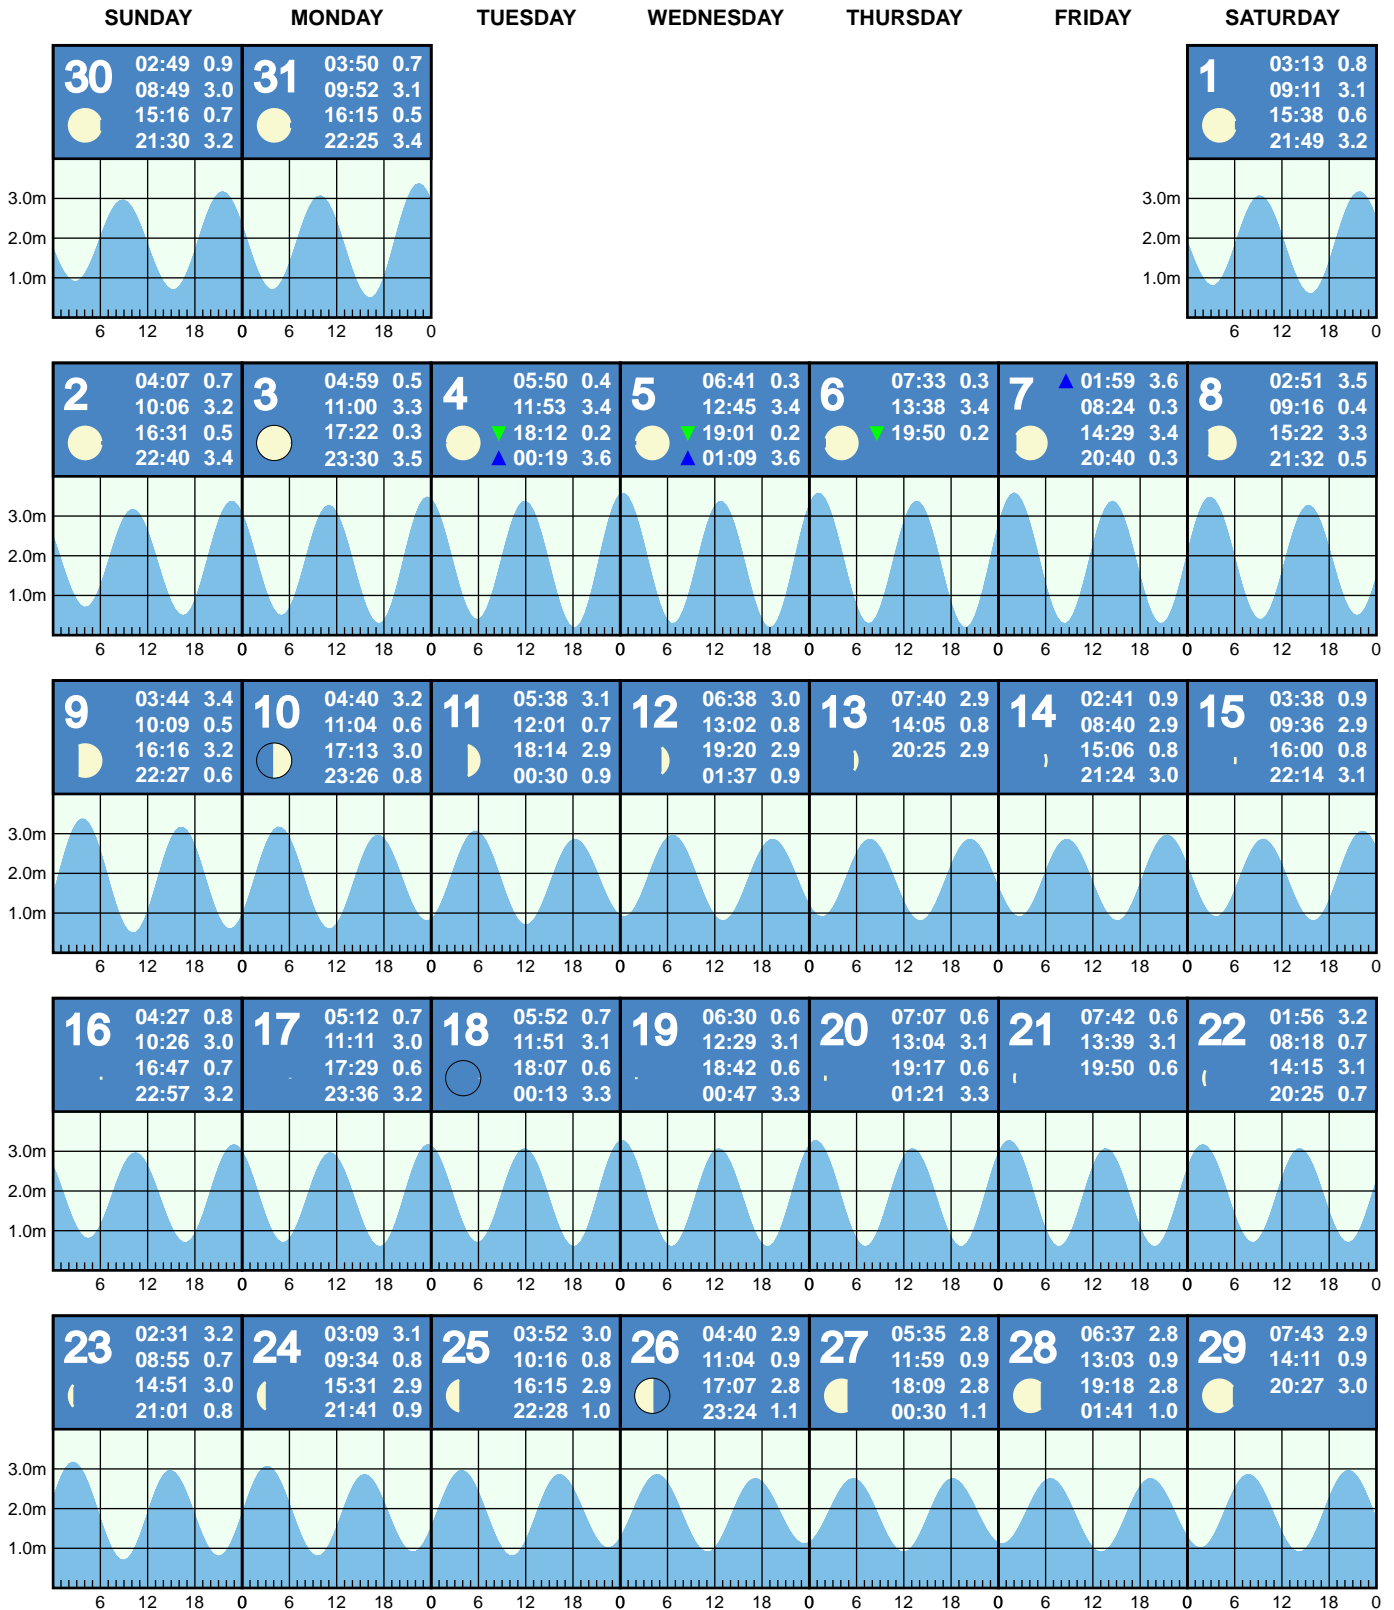 SUNDAY MONDAY TUESDAY WEDNESDAY THURSDAY FRIDAY SATURDAY
30 02:49 0.9
08:49 3.0
15:16 0.7
21:30 3.2
31 03:50 0.7
09:52 3.1
16:15 0.5
22:25 3.4
1 03:13 0.8
09:11 3.1
15:38 0.6
21:49 3.2
3.0m 3.0m
2.0m 2.0m
1.0m 1.0m
6 12 18 0 0 6 12 18 0 6 12 18 0
2 04:07 0.7
10:06 3.2
16:31 0.5
22:40 3.4
3 04:59 0.5
11:00 3.3
17:22 0.3
23:30 3.5
4 05:50 0.4
11:53 3.4
18:12 0.2
00:19 3.6
5 06:41 0.3
12:45 3.4
19:01 0.2
01:09 3.6
6 07:33 0.3
13:38 3.4
19:50 0.2
7 01:59 3.6
08:24 0.3
14:29 3.4
20:40 0.3
8 02:51 3.5
09:16 0.4
15:22 3.3
21:32 0.5
3.0m
2.0m
1.0m
6 12 18 0 0 6 12 18 0 6 12 18 0 0 6 12 18 0 0 6 12 18 0 0 6 12 18 0 0 6 12 18 0
9 03:44 3.4
10:09 0.5
16:16 3.2
22:27 0.6
10 04:40 3.2
11:04 0.6
17:13 3.0
23:26 0.8
11 05:38 3.1
12:01 0.7
18:14 2.9
00:30 0.9
12 06:38 3.0
13:02 0.8
19:20 2.9
01:37 0.9
13 07:40 2.9
14:05 0.8
20:25 2.9
14 02:41 0.9
08:40 2.9
15:06 0.8
21:24 3.0
15 03:38 0.9
09:36 2.9
16:00 0.8
22:14 3.1
3.0m
2.0m
1.0m
6 12 18 0 0 6 12 18 0 6 12 18 0 0 6 12 18 0 0 6 12 18 0 0 6 12 18 0 0 6 12 18 0
16 04:27 0.8
10:26 3.0
16:47 0.7
22:57 3.2
17 05:12 0.7
11:11 3.0
17:29 0.6
23:36 3.2
18 05:52 0.7
11:51 3.1
18:07 0.6
00:13 3.3
19 06:30 0.6
12:29 3.1
18:42 0.6
00:47 3.3
20 07:07 0.6
13:04 3.1
19:17 0.6
01:21 3.3
21 07:42 0.6
13:39 3.1
19:50 0.6
22 01:56 3.2
08:18 0.7
14:15 3.1
20:25 0.7
3.0m
2.0m
1.0m
6 12 18 0 0 6 12 18 0 6 12 18 0 0 6 12 18 0 0 6 12 18 0 0 6 12 18 0 0 6 12 18 0
23 02:31 3.2
08:55 0.7
14:51 3.0
21:01 0.8
24 03:09 3.1
09:34 0.8
15:31 2.9
21:41 0.9
25 03:52 3.0
10:16 0.8
16:15 2.9
22:28 1.0
26 04:40 2.9
11:04 0.9
17:07 2.8
23:24 1.1
27 05:35 2.8
11:59 0.9
18:09 2.8
00:30 1.1
28 06:37 2.8
13:03 0.9
19:18 2.8
01:41 1.0
29 07:43 2.9
14:11 0.9
20:27 3.0
3.0m
2.0m
1.0m
6 12 18 0 0 6 12 18 0 6 12 18 0 0 6 12 18 0 0 6 12 18 0 0 6 12 18 0 0 6 12 18 0